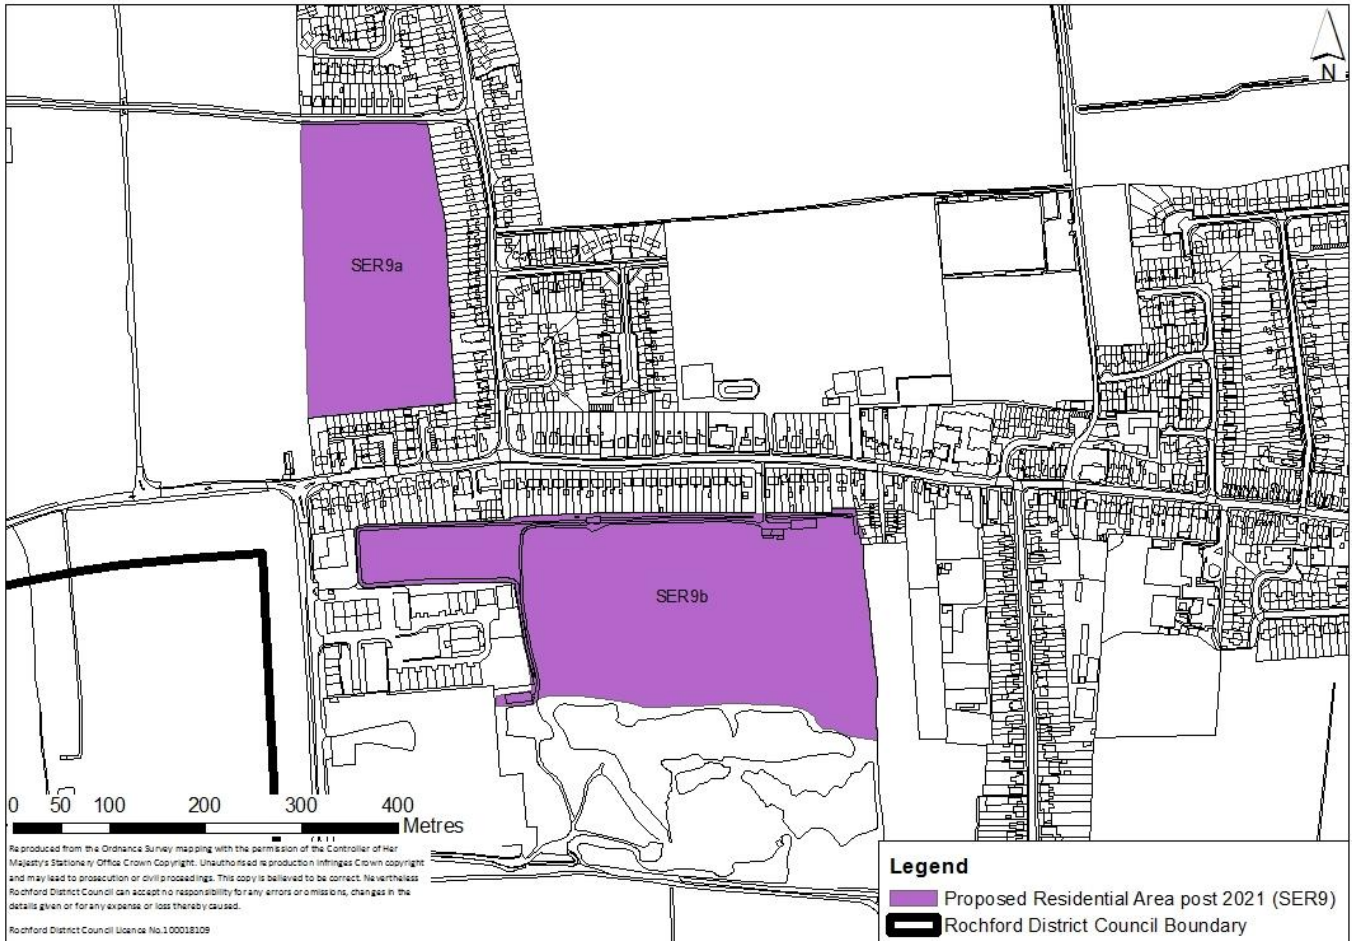 N
SER9a
SER9b
0 50 100 200 300 400
Metres
Reproduced from the Ordnance Survey mapping with the permission of the Controller of Her
Majesty's Stationery Office Crown Copyright. Unauthorised reproduction infringes Crown copyright
and may lead to prosecution or civil proceedings. This copy is believed to be correct. Nevertheless
Rochford District Council can accept no responsibility for any errors or omissions, changes in the
details given or for any expense or loss thereby caused.
Rochford District Council Licence No.100018109
Legend
Proposed Residential Area post 2021 (SER9)
Rochford District Council Boundary